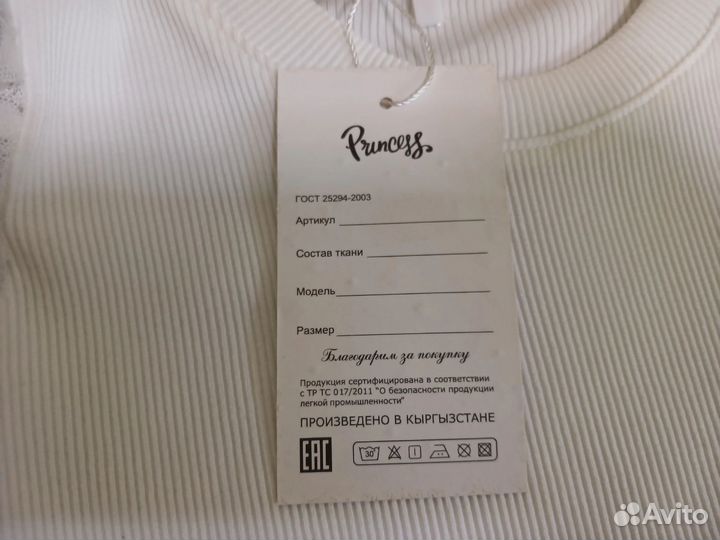 Princess
ГОСТ 25294-2003
Артикул
Состав ткани
Модель
Размер
Благодарим за покупку
Продукция сертифицирована в соответствии
с ТР ТС 017/2011 "О безопасности продукции
легкой промышленности"
ПРОИЗВЕДЕНО В КЫРГЫЗСТАНЕ
EAC
30°
Avito